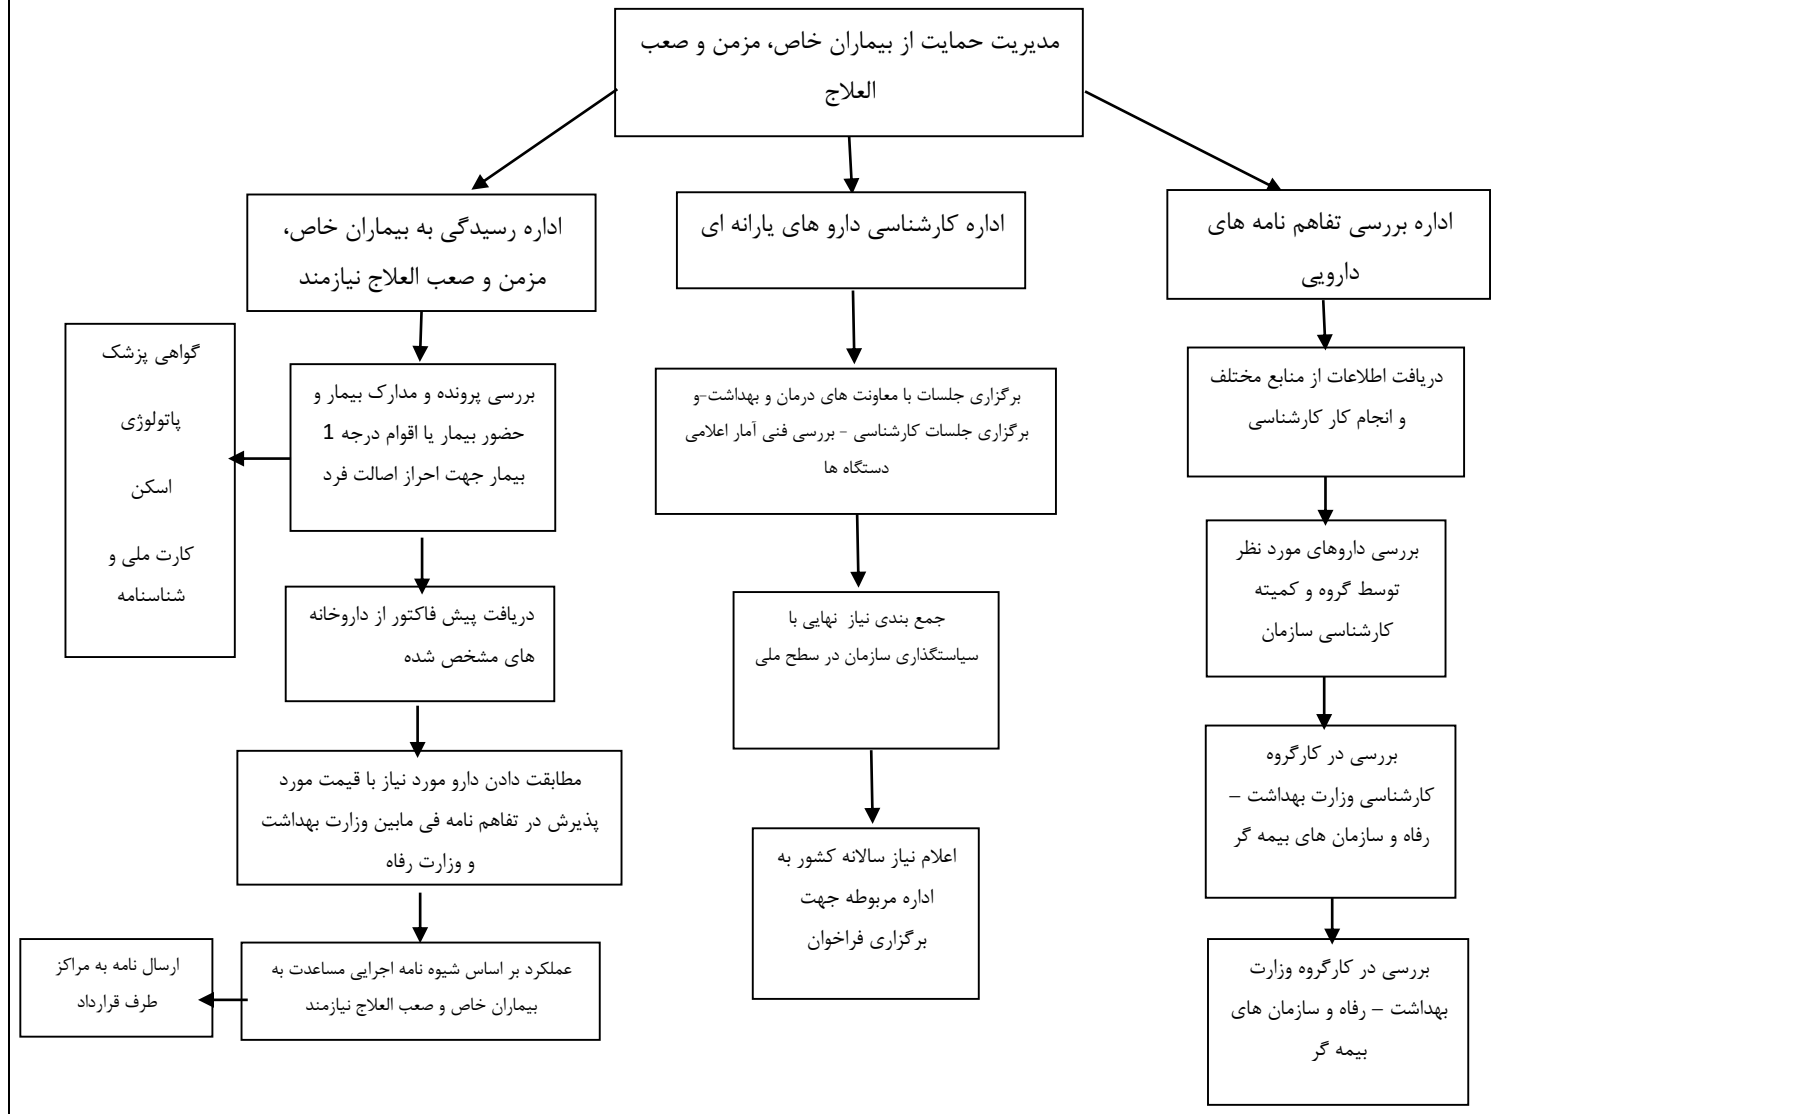 مدیریت حمایت از بیماران خاص، مزمن و صعب
العلاج
اداره بررسی تفاهم نامه های
دارویی
دریافت اطلاعات از منابع مختلف
و انجام کار کارشناسی
بررسی داروهای مورد نظر
توسط گروه و کمیته
کارشناسی سازمان
بررسی در کارگروه
کارشناسی وزارت بهداشت –
رفاه و سازمان های بیمه گر
بررسی در کارگروه وزارت
بهداشت – رفاه و سازمان های
بیمه گر
اداره کارشناسی دارو های یارانه ای
برگزاری جلسات با معاونت های درمان و بهداشت-و
برگزاری جلسات کارشناسی - بررسی فنی آمار اعلامی
دستگاه ها
جمع بندی نیاز نهایی با
سیاستگذاری سازمان در سطح ملی
اعلام نیاز سالانه کشور به
اداره مربوطه جهت
برگزاری فراخوان
اداره رسیدگی به بیماران خاص،
مزمن و صعب العلاج نیازمند
بررسی پرونده و مدارک بیمار و
حضور بیمار یا اقوام درجه 1
بیمار جهت احراز اصالت فرد
گواهی پزشک
پاتولوژی
اسکن
کارت ملی و
شناسنامه
دریافت پیش فاکتور از داروخانه
های مشخص شده
مطابقت دادن دارو مورد نیاز با قیمت مورد
پذیرش در تفاهم نامه فی مابین وزارت بهداشت
و وزارت رفاه
عملکرد بر اساس شیوه نامه اجرایی مساعدت به
بیماران خاص و صعب العلاج نیازمند
ارسال نامه به مراکز
طرف قرارداد